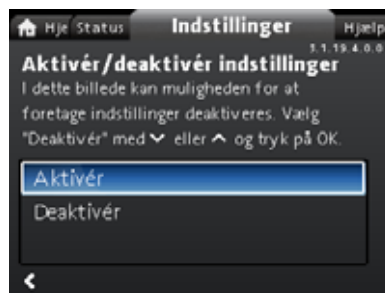 Hje Status Indstillinger Hjælp
3.1.19.4.0.0
Aktivér/deaktivér indstillinger
I dette billede kan muligheden for at
foretage indstillinger deaktiveres. Vælg
"Deaktivér" med eller og tryk på OK.
Aktivér
Deaktivér